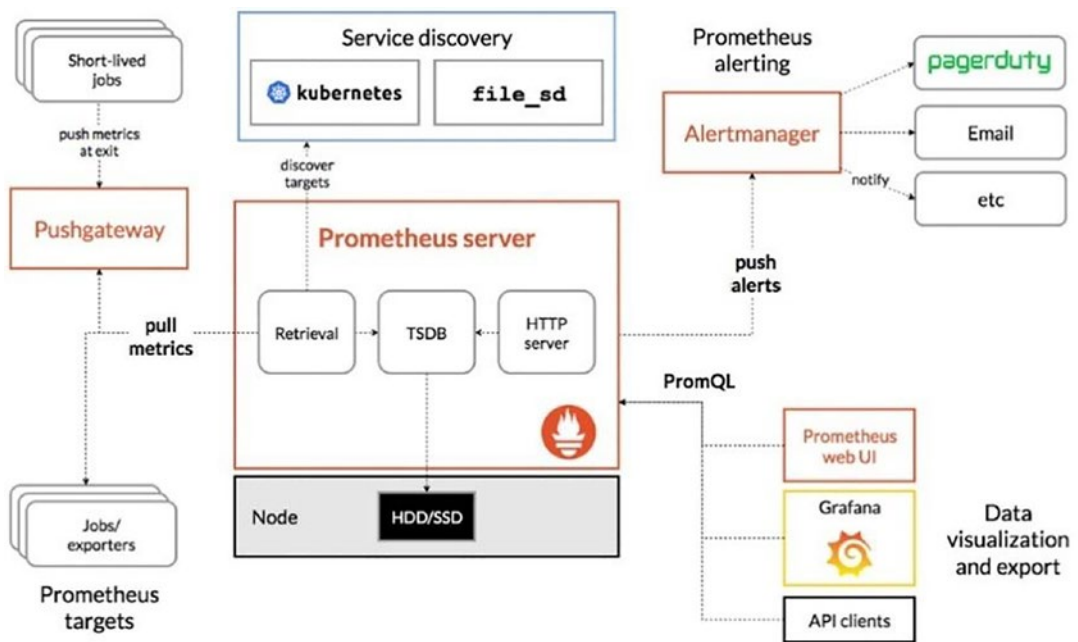 Short-lived
jobs
push metrics
at exit
Pushgateway
Service discovery
kubernetes
file_sd
discover
targets
Prometheus
alerting
Alertmanager
pagerduty
Email
notify
etc
Prometheus server
push
alerts
pull
metrics
Retrieval
TSDB
HTTP
server
PromQL
Node
HDD/SSD
Jobs/
exporters
Prometheus
targets
Prometheus
web UI
Grafana
API clients
Data
visualization
and export